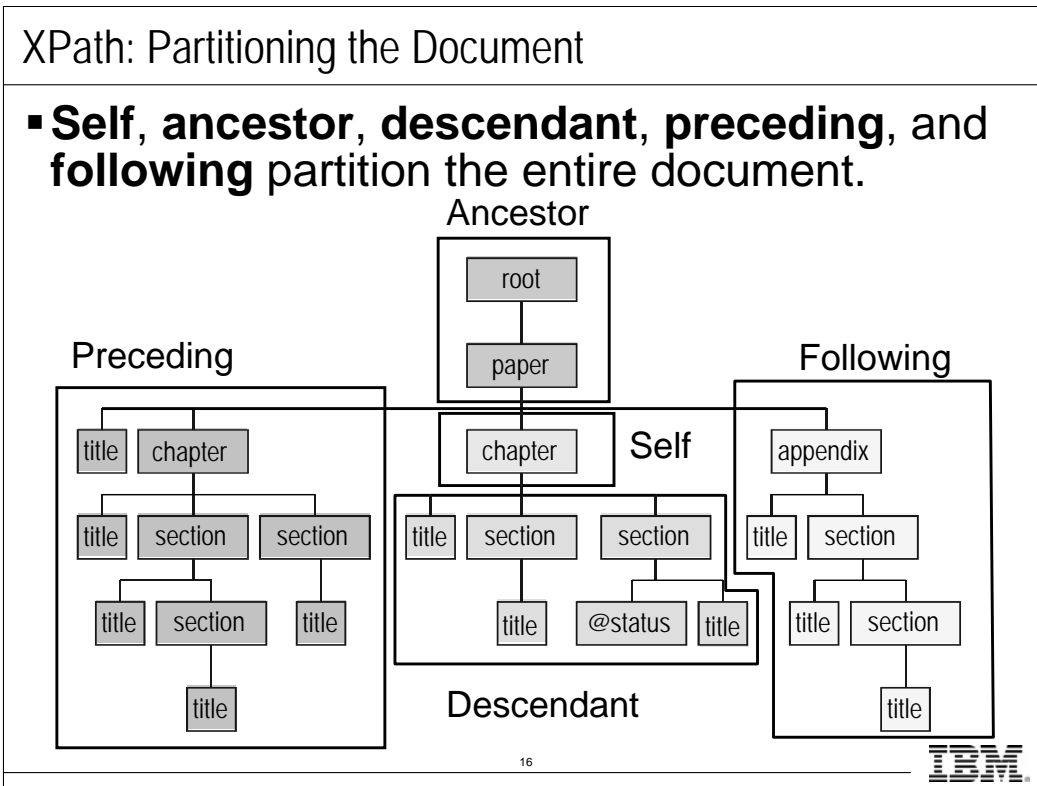 XPath: Partitioning the Document
▪ Self, ancestor, descendant, preceding, and
following partition the entire document.
Ancestor
root
Preceding
paper
Following
title
chapter
chapter
Self
appendix
title
section
section
title
section
section
title
section
title
section
title
title
@status
title
title
section
title
Descendant
title
16
IBM.